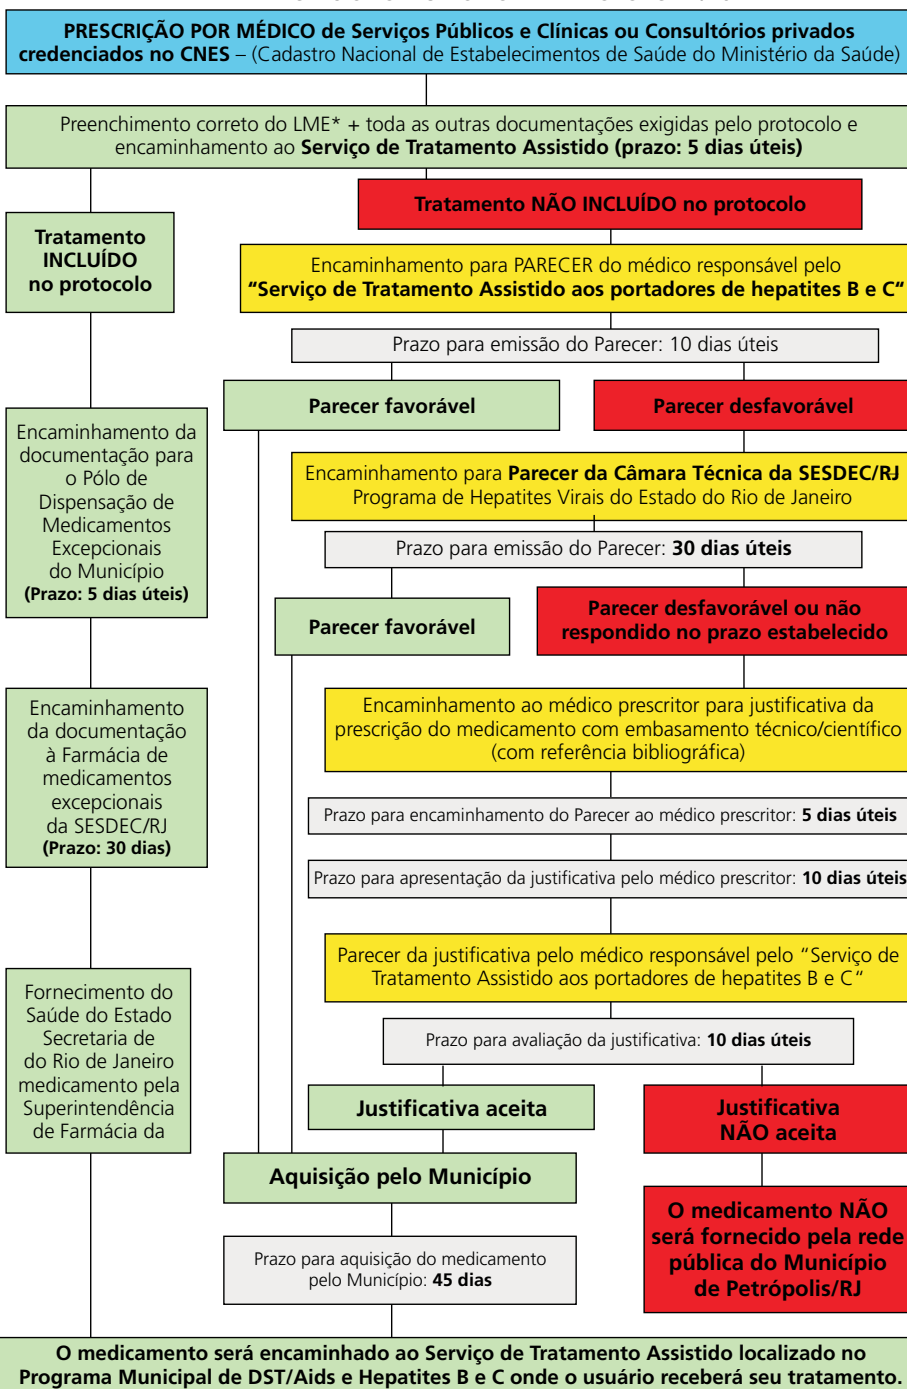 PRESCRIÇÃO POR MÉDICO de Serviços Públicos e Clínicas ou Consultórios privados
credenciados no CNES – (Cadastro Nacional de Estabelecimentos de Saúde do Ministério da Saúde)
Preenchimento correto do LME* + toda as outras documentações exigidas pelo protocolo e
encaminhamento ao Serviço de Tratamento Assistido (prazo: 5 dias úteis)
Tratamento
INCLUÍDO
no protocolo
Encaminhamento da
documentação para
o Pólo de
Dispensação de
Medicamentos
Excepcionais
do Município
(Prazo: 5 dias úteis)
Encaminhamento
da documentação
à Farmácia de
medicamentos
excepcionais
da SESDEC/RJ
(Prazo: 30 dias)
Fornecimento do
Saúde do Estado
Secretaria de
do Rio de Janeiro
medicamento pela
Superintendência
de Farmácia da
Tratamento NÃO INCLUÍDO no protocolo
Encaminhamento para PARECER do médico responsável pelo
“Serviço de Tratamento Assistido aos portadores de hepatites B e C“
Prazo para emissão do Parecer: 10 dias úteis
Parecer favorável
Parecer desfavorável
Encaminhamento para Parecer da Câmara Técnica da SESDEC/RJ –
Programa de Hepatites Virais do Estado do Rio de Janeiro
Prazo para emissão do Parecer: 30 dias úteis
Parecer favorável
Parecer desfavorável ou não
respondido no prazo estabelecido
Encaminhamento ao médico prescritor para justificativa da
prescrição do medicamento com embasamento técnico/científico
(com referência bibliográfica)
Prazo para encaminhamento do Parecer ao médico prescritor: 5 dias úteis
Prazo para apresentação da justificativa pelo médico prescritor: 10 dias úteis
Parecer da justificativa pelo médico responsável pelo “Serviço de
Tratamento Assistido aos portadores de hepatites B e C“
Prazo para avaliação da justificativa: 10 dias úteis
Justificativa aceita
Justificativa
NÃO aceita
Aquisição pelo Município
O medicamento NÃO
será fornecido pela rede
pública do Município
de Petrópolis/RJ
Prazo para aquisição do medicamento
pelo Município: 45 dias
O medicamento será encaminhado ao Serviço de Tratamento Assistido localizado no
Programa Municipal de DST/Aids e Hepatites B e C onde o usuário receberá seu tratamento.